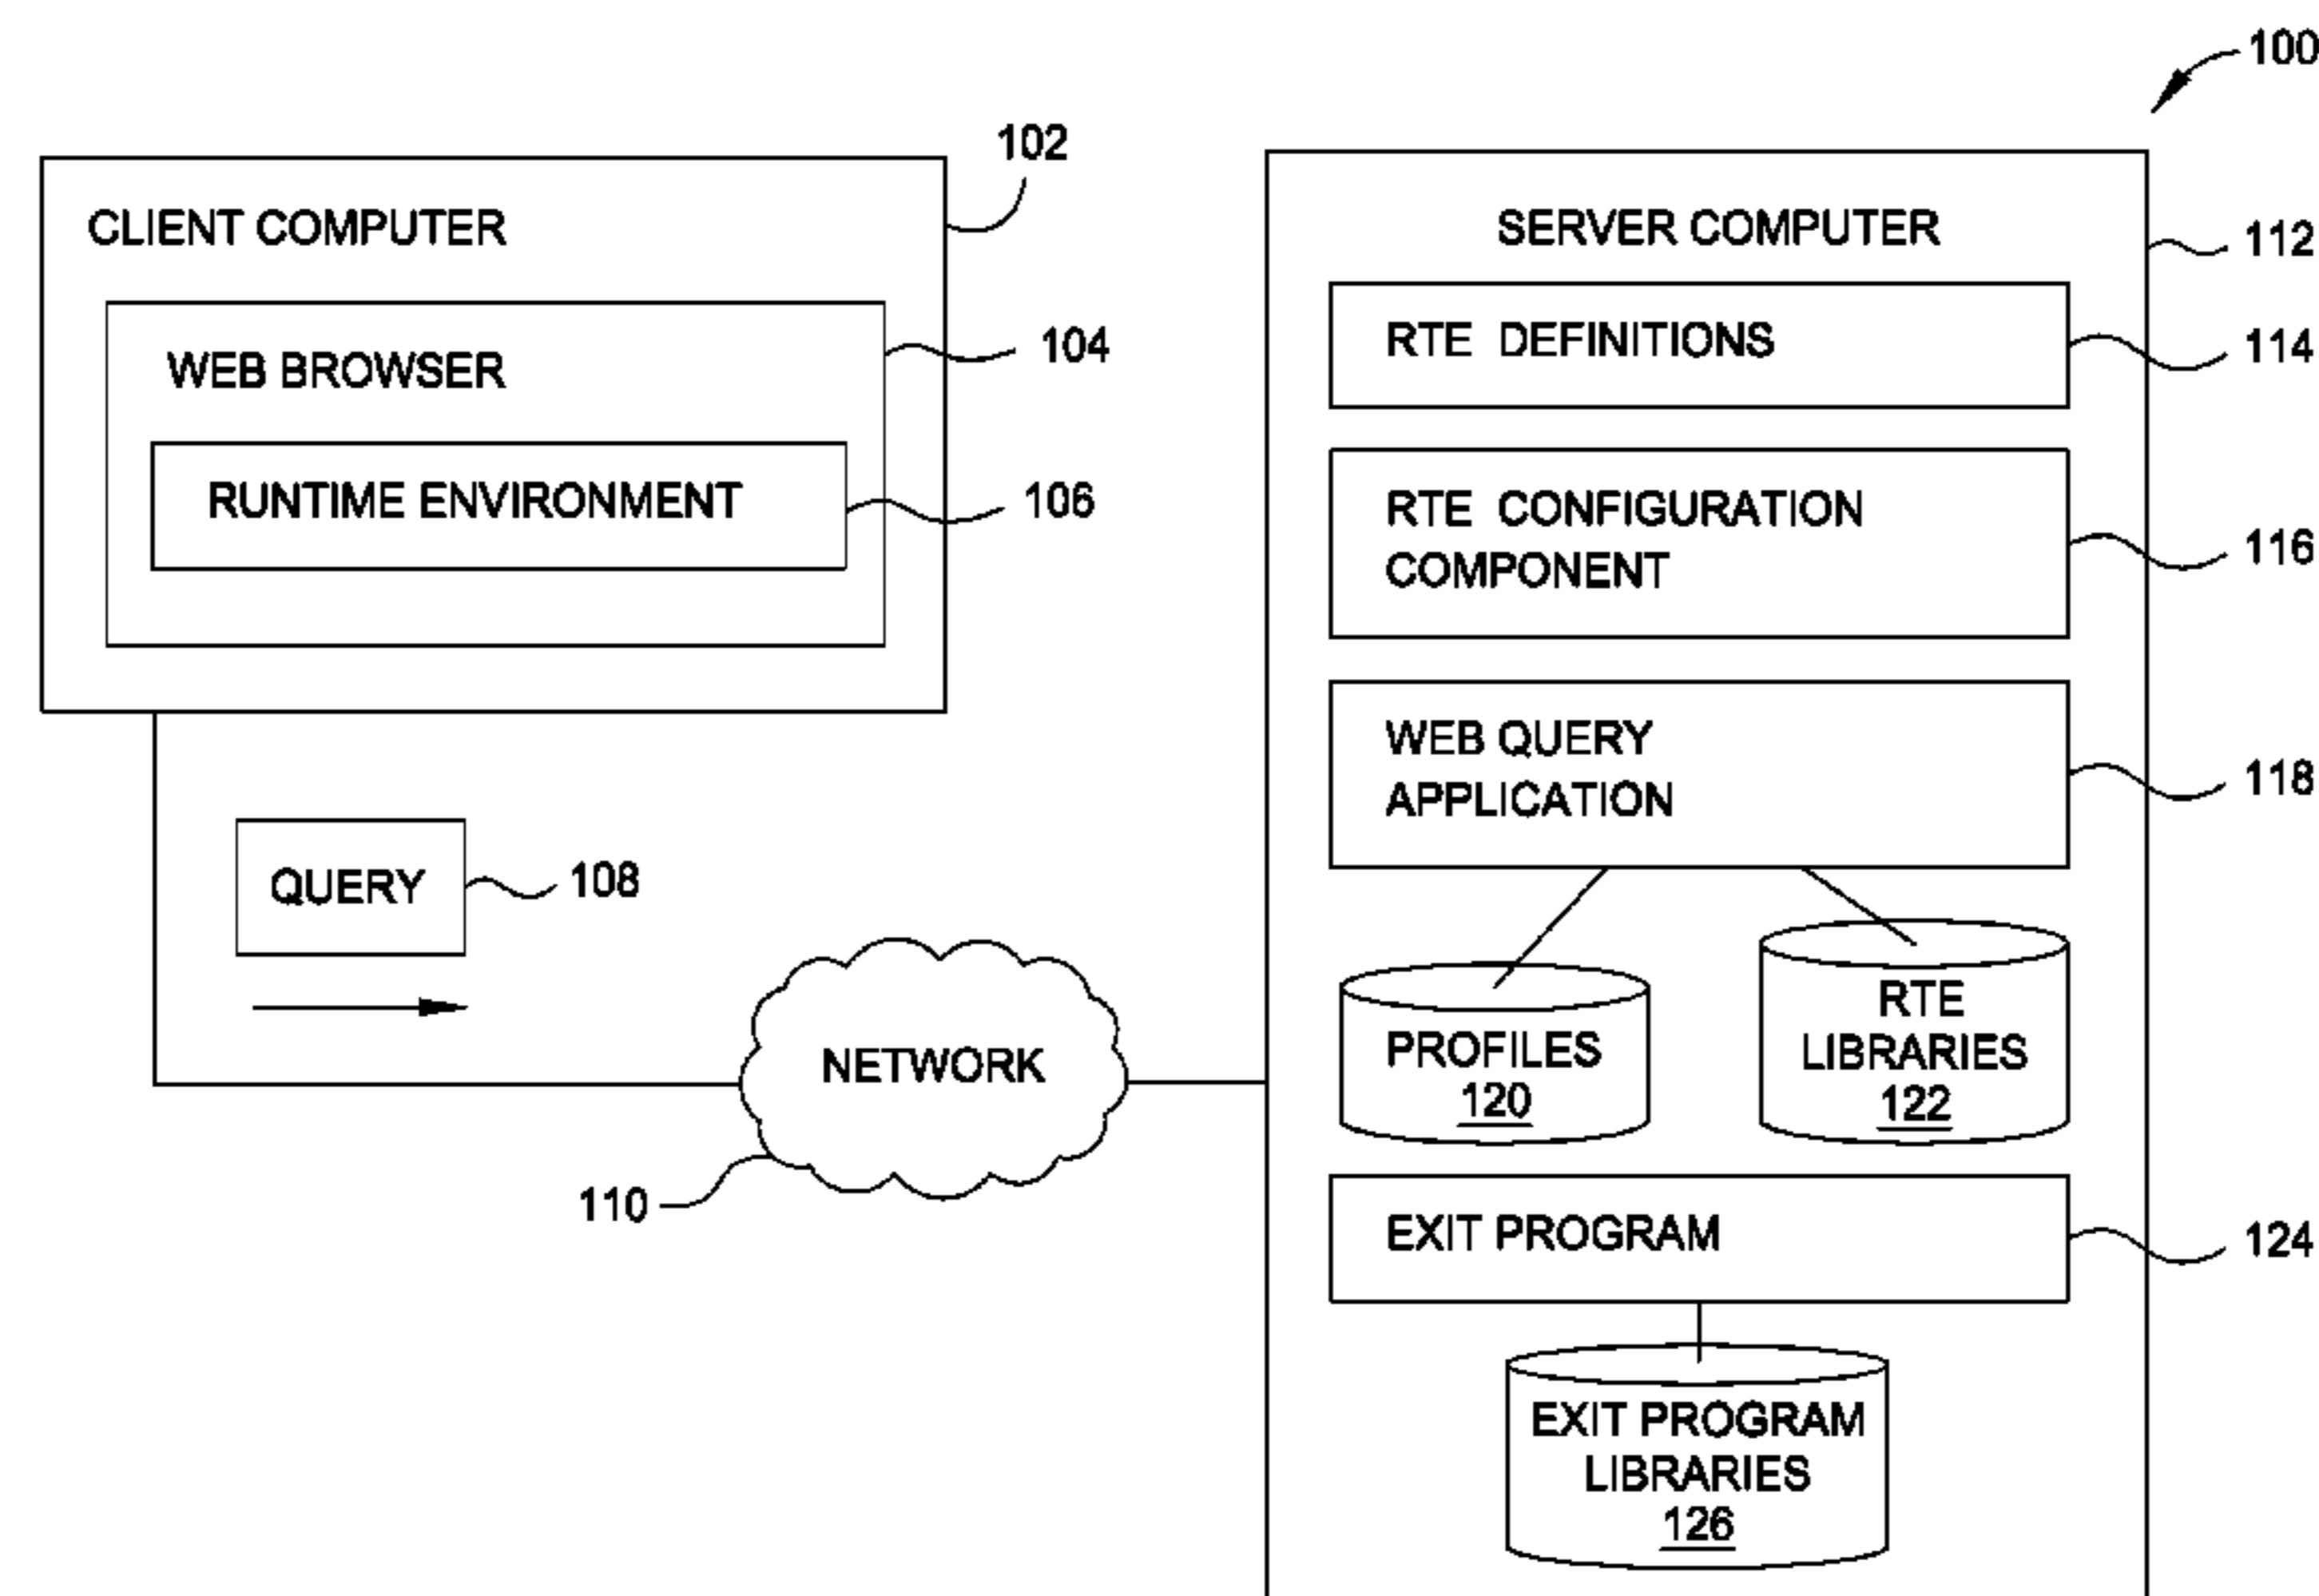 100
102
CLIENT COMPUTER
WEB BROWSER
104
RUNTIME ENVIRONMENT
106
QUERY
108
NETWORK
110
SERVER COMPUTER
112
RTE DEFINITIONS
114
RTE CONFIGURATION
COMPONENT
116
WEB QUERY
APPLICATION
118
PROFILES
120
RTE
LIBRARIES
122
EXIT PROGRAM
124
EXIT PROGRAM
LIBRARIES
126